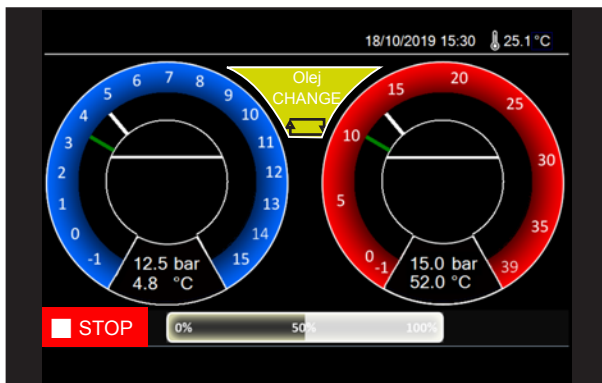 18/10/2019 15:30 25.1 °C
Olej
CHANGE
-1 0 1 2 3 4 5 6 7 8 9 10 11 12 13 14 15
12.5 bar
4.8 °C
-1 0 5 10 15 20 25 30 35 39
15.0 bar
52.0 °C
STOP
0% 50% 100%